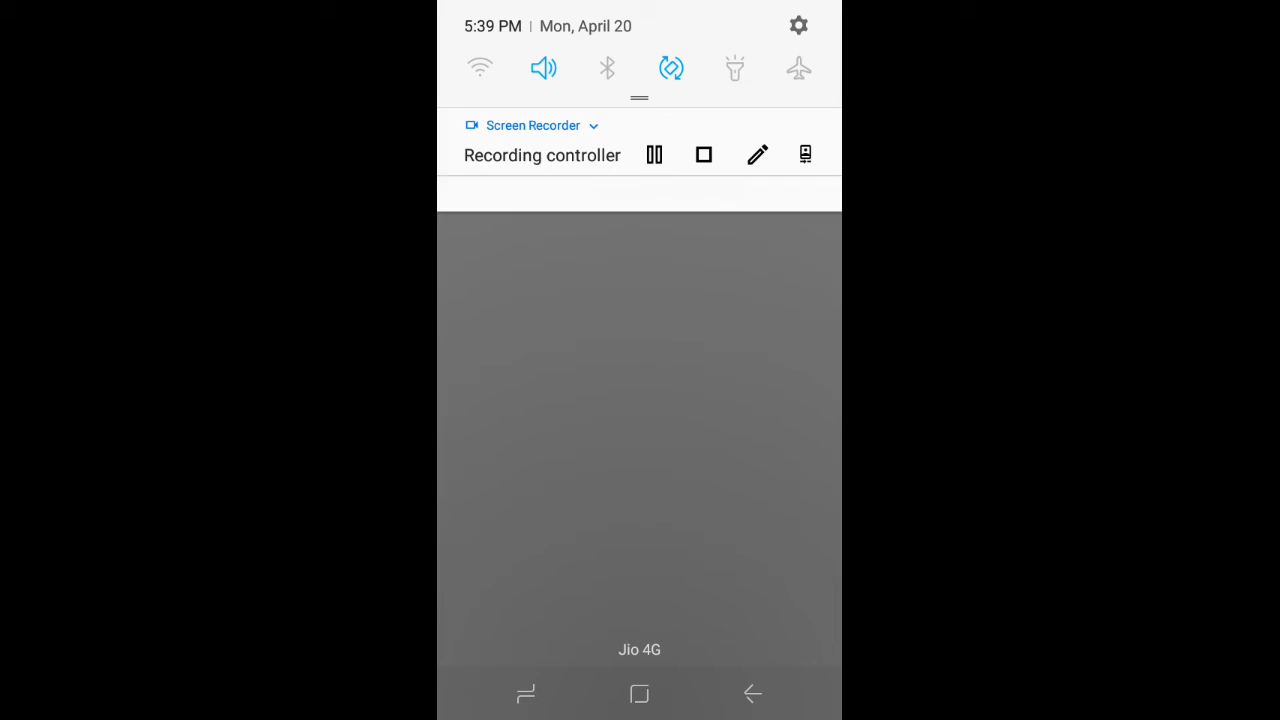 5:39 PM | Mon, April 20
Screen Recorder
Recording controller
Jio 4G